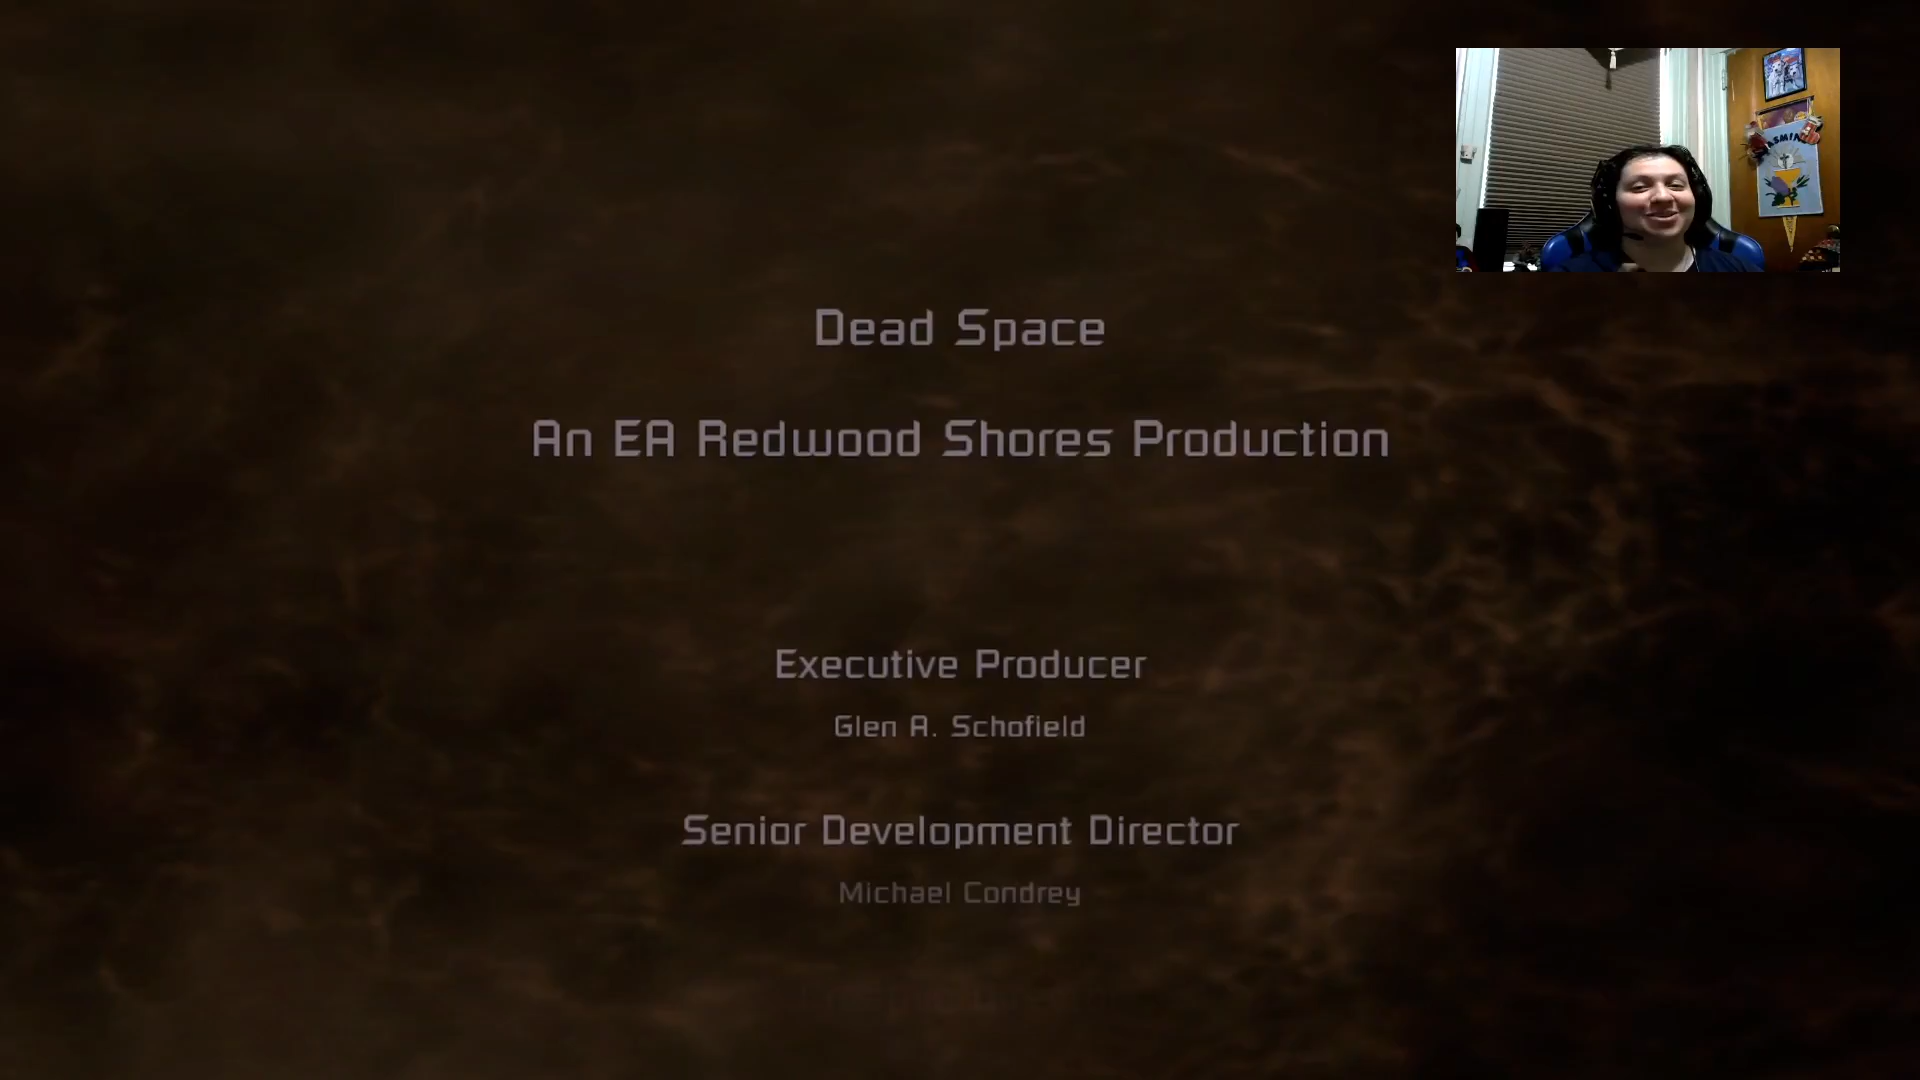 Dead Space
An EA Redwood Shores Production
Executive Producer
Glen A. Schofield
Senior Development Director
Michael Condrey